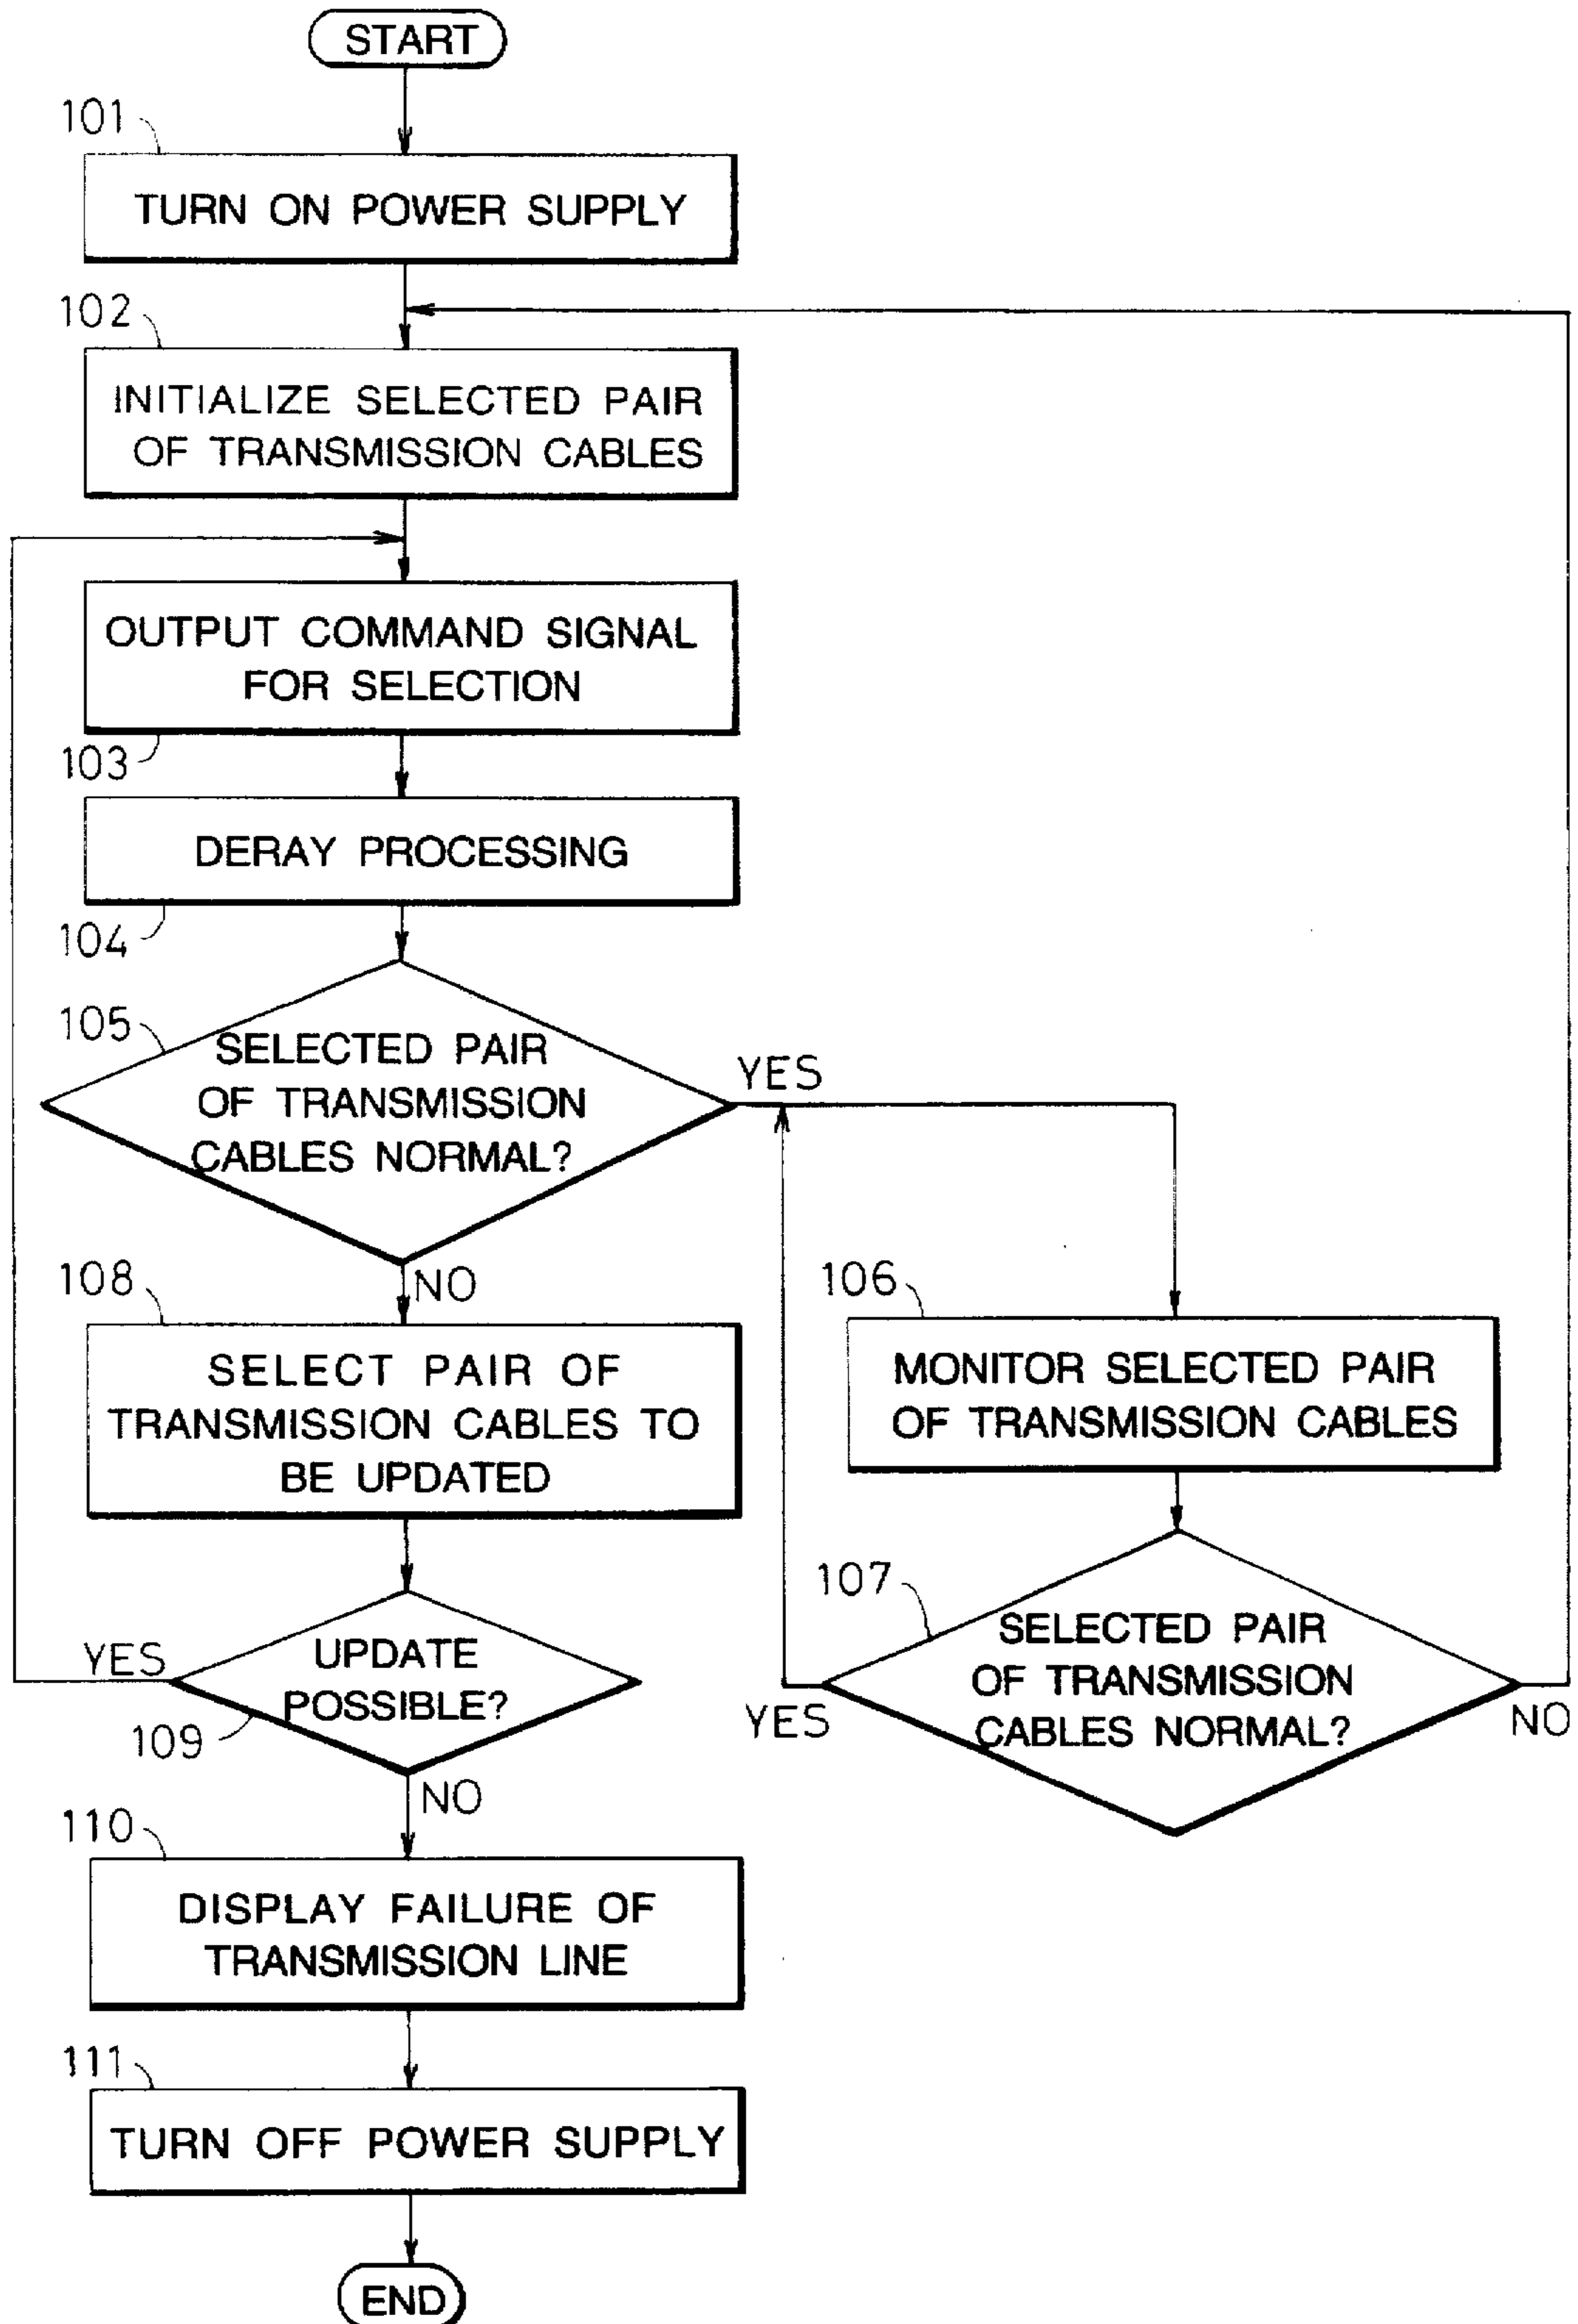 START
101
TURN ON POWER SUPPLY
102
INITIALIZE SELECTED PAIR
OF TRANSMISSION CABLES
OUTPUT COMMAND SIGNAL
FOR SELECTION
103
DERAY PROCESSING
104
105
SELECTED PAIR
OF TRANSMISSION
CABLES NORMAL?
YES
NO
108
SELECT PAIR OF
TRANSMISSION CABLES TO
BE UPDATED
106
MONITOR SELECTED PAIR
OF TRANSMISSION CABLES
107
SELECTED PAIR
OF TRANSMISSION
CABLES NORMAL?
YES
NO
UPDATE
POSSIBLE?
YES
109
NO
110
DISPLAY FAILURE OF
TRANSMISSION LINE
111
TURN OFF POWER SUPPLY
END